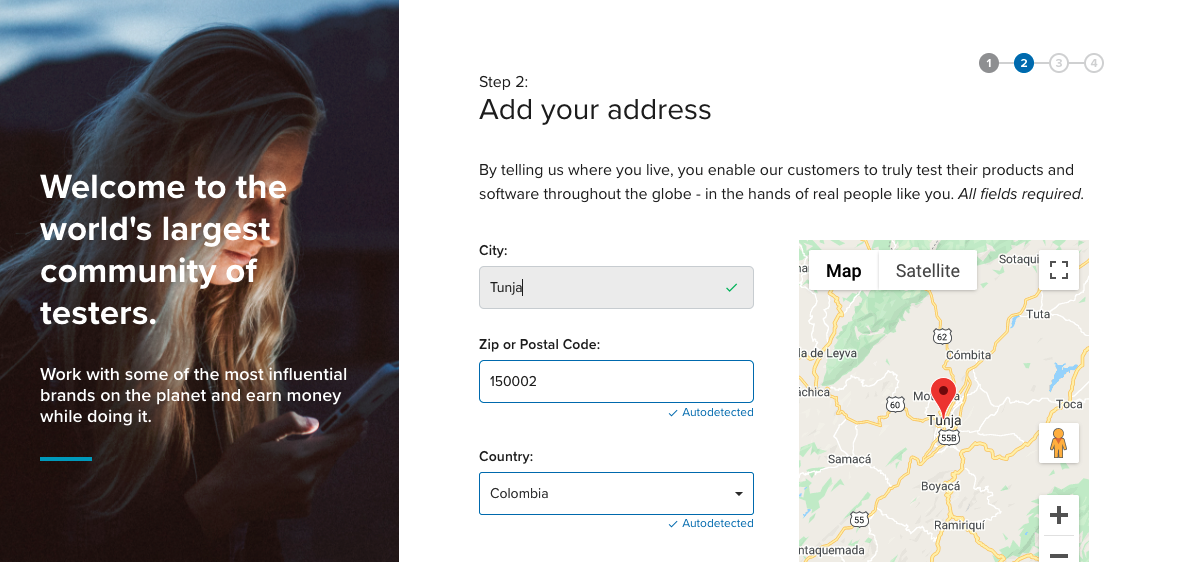 Welcome to the
world's largest
community of
testers.
Work with some of the most influential
brands on the planet and earn money
while doing it.
1
2
3
4
Step 2:
Add your address
By telling us where you live, you enable our customers to truly test their products and
software throughout the globe - in the hands of real people like you. All fields required.
City:
Tunja
Zip or Postal Code:
150002
Autodetected
Country:
Colombia
Autodetected
Map
Satellite
Sotaqui
Tuta
62
la de Leyva
Cómbita
áchica
60
Mo
Toca
Tunja
55B
Samacá
Boyacá
55
Ramiriquí
ntaquemada